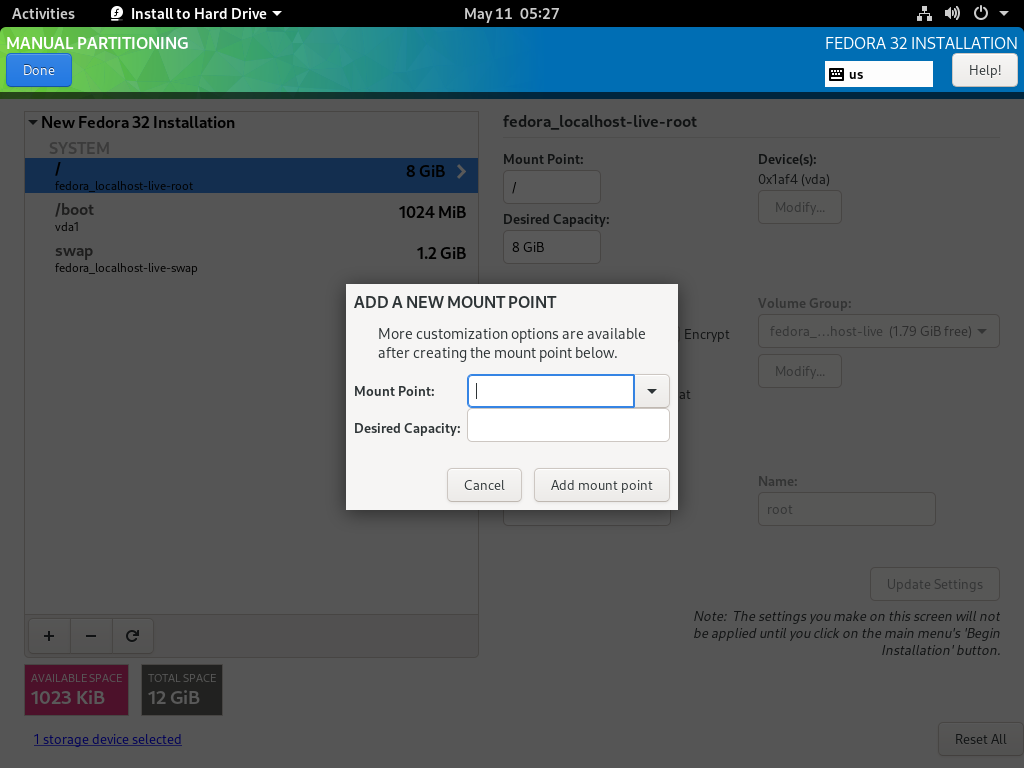 Activities
Install to Hard Drive
May 11 05:27
MANUAL PARTITIONING
FEDORA 32 INSTALLATION
Done
us
Help!
New Fedora 32 Installation
SYSTEM
/
8 GiB
fedora_localhost-live-root
/boot
1024 MiB
vda1
swap
1.2 GiB
fedora_localhost-live-swap
fedora_localhost-live-root
Mount Point:
/
Desired Capacity:
8 GiB
Device(s):
0x1af4 (vda)
Modify...
Encrypt
Volume Group:
fedora_...host-live (1.79 GiB free)
Modify...
at
Name:
root
Update Settings
Note: The settings you make on this screen will not
be applied until you click on the main menu's 'Begin
Installation' button.
ADD A NEW MOUNT POINT
More customization options are available
after creating the mount point below.
Mount Point:
Desired Capacity:
Cancel
Add mount point
+
−
AVAILABLE SPACE
1023 KiB
TOTAL SPACE
12 GiB
1 storage device selected
Reset All